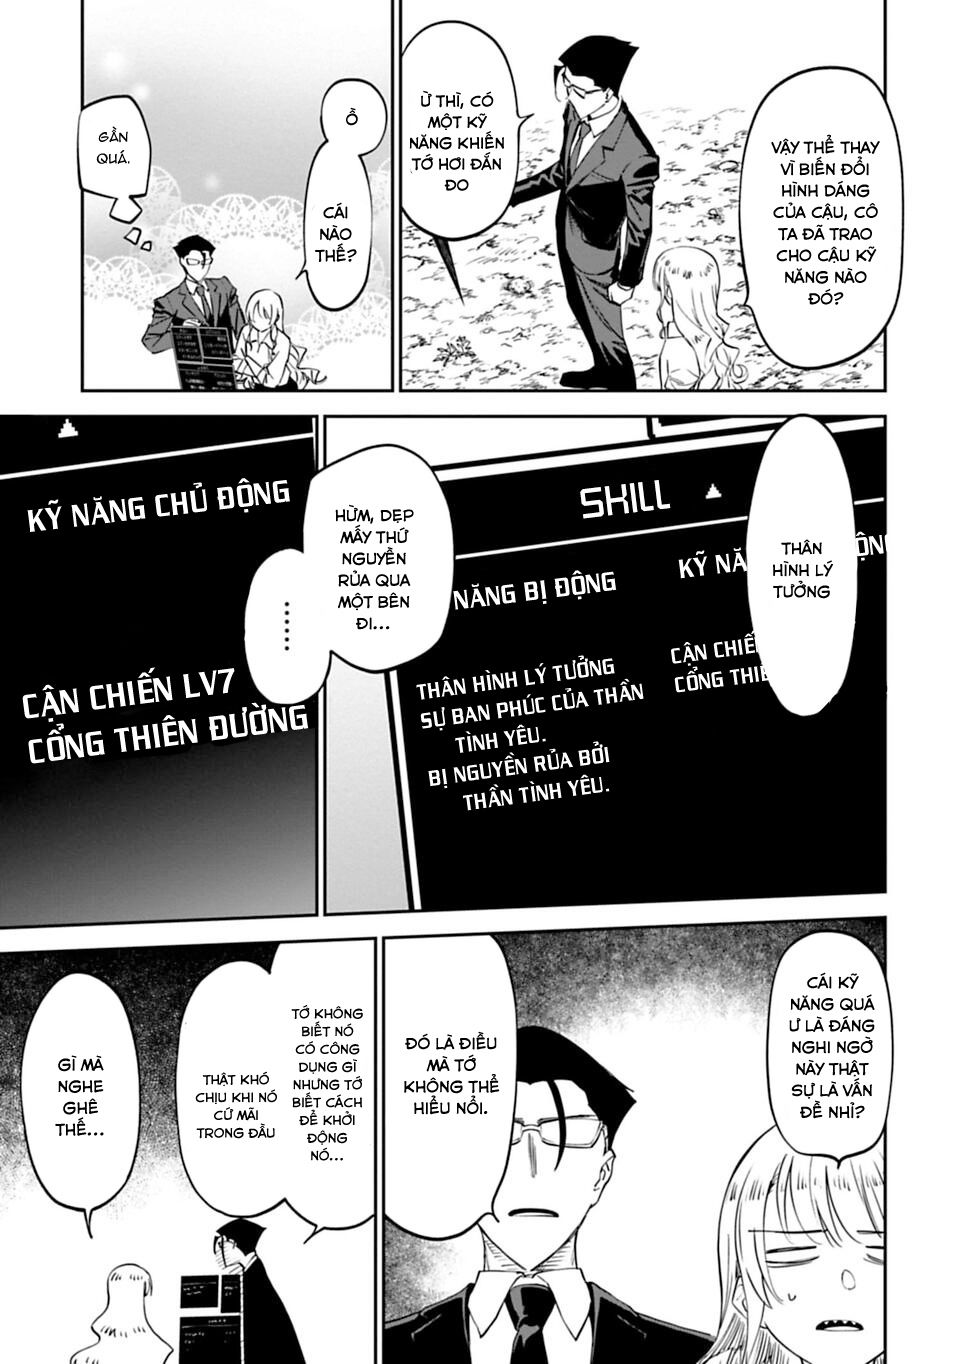 VẬY THỂ THAY
VÌ BIẾN ĐỔI
HÌNH DÁNG
CỦA CẬU, CÔ
TA ĐÃ TRAO
CHO CẬU KỸ
NĂNG NÀO
ĐÓ?
Ừ THÌ, CÓ
MỘT KỸ
NĂNG KHIẾN
TỚ HƠI ĐẮN
ĐO
Ồ
CÁI
NÀO
THẾ?
GẦN
QUÁ.
THÂN
HÌNH LÝ
TƯỞNG
SKILL
NĂNG BỊ ĐỘNG
THÂN HÌNH LÝ TƯỞNG
SỰ BAN PHÚC CỦA THẦN
TÌNH YÊU.
BỊ NGUYỀN RỦA BỞI
THẦN TÌNH YÊU.
KỸ NĂ
ỘNG
CẬN CHIẾ
CỔNG THIÊ
HỪM, DẸP
MẤY THỨ
NGUYỀN
RỦA QUA
MỘT BÊN
ĐI...
........
KỸ NĂNG CHỦ ĐỘNG
CẬN CHIẾN LV7
CỔNG THIÊN ĐƯỜNG
CÁI KỸ
NĂNG QUÁ
Ư LÀ ĐÁNG
NGHI NGỜ
NÀY THẬT
SỰ LÀ VẤN
ĐỀ NHỈ?
ĐÓ LÀ ĐIỀU
MÀ TỚ
KHÔNG THỂ
HIỂU NỔI.
TỚ KHÔNG
BIẾT NÓ
CÓ CÔNG
DỤNG GÌ
NHƯNG TỚ
BIẾT CÁCH
ĐỂ KHỞI
ĐỘNG
NÓ...
THẬT KHÓ
CHỊU KHI NÓ
CỨ MÃI
TRONG ĐẦU
GÌ MÀ
NGHE
GHÊ
THẾ...